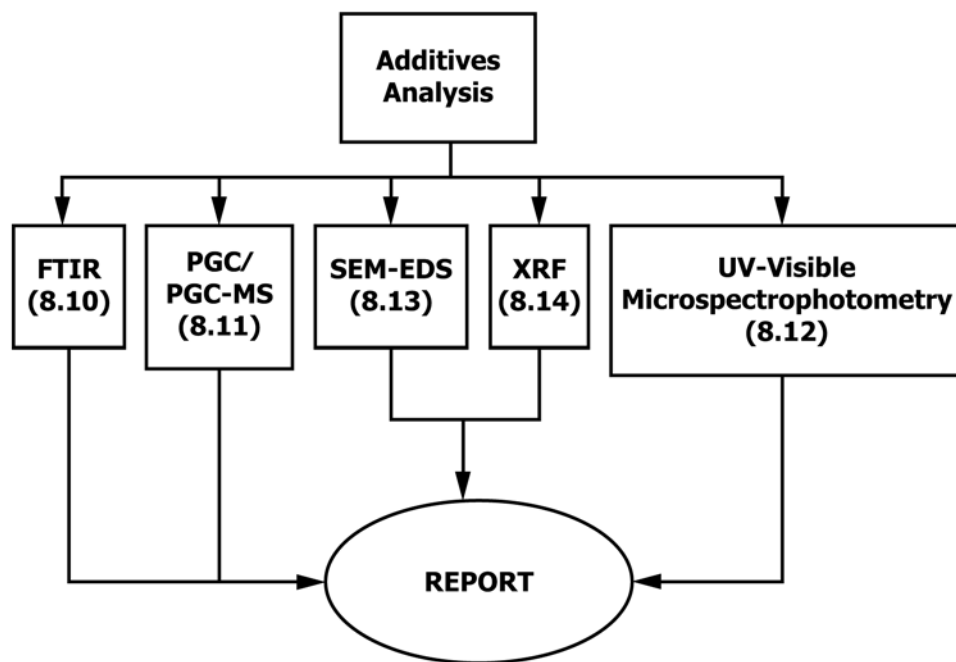 Additives
Analysis
FTIR
(8.10)
PGC/
PGC-MS
(8.11)
SEM-EDS
(8.13)
XRF
(8.14)
UV-Visible
Microspectrophotometry
(8.12)
REPORT